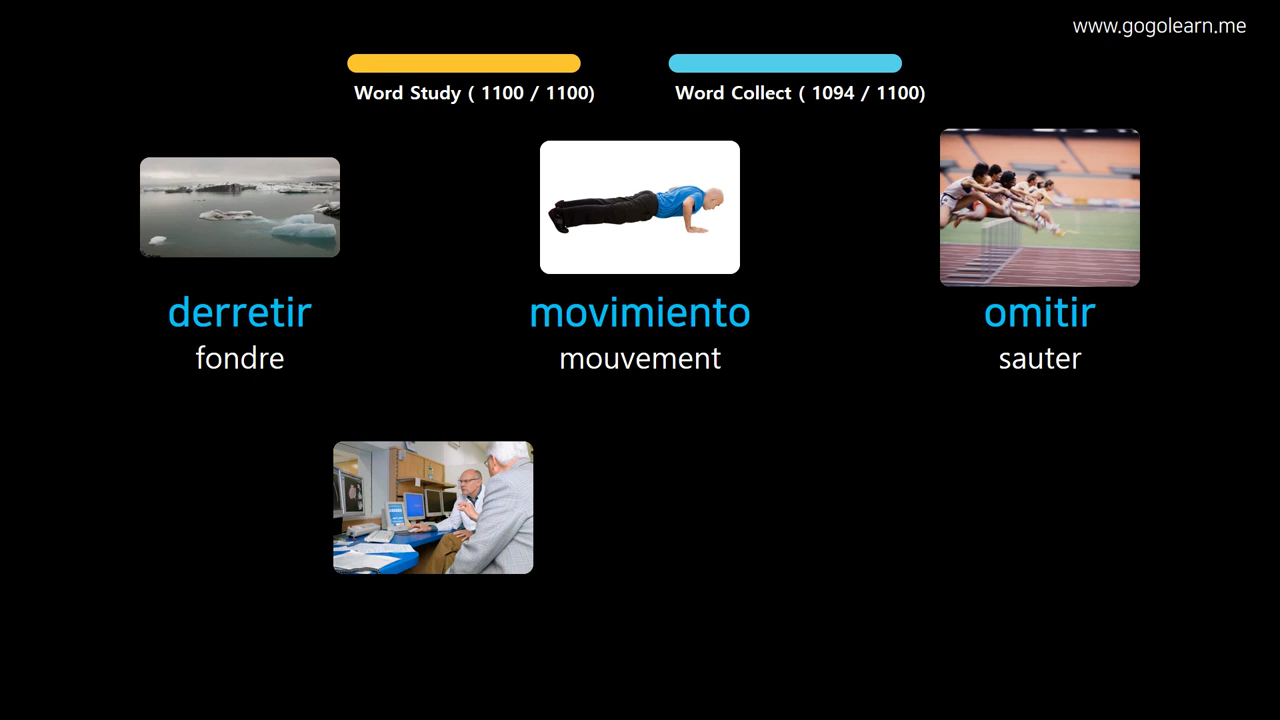 www.gogolearn.me
Word Study ( 1100 / 1100)
Word Collect ( 1094 / 1100)
derretir
fondre
movimiento
mouvement
omitir
sauter